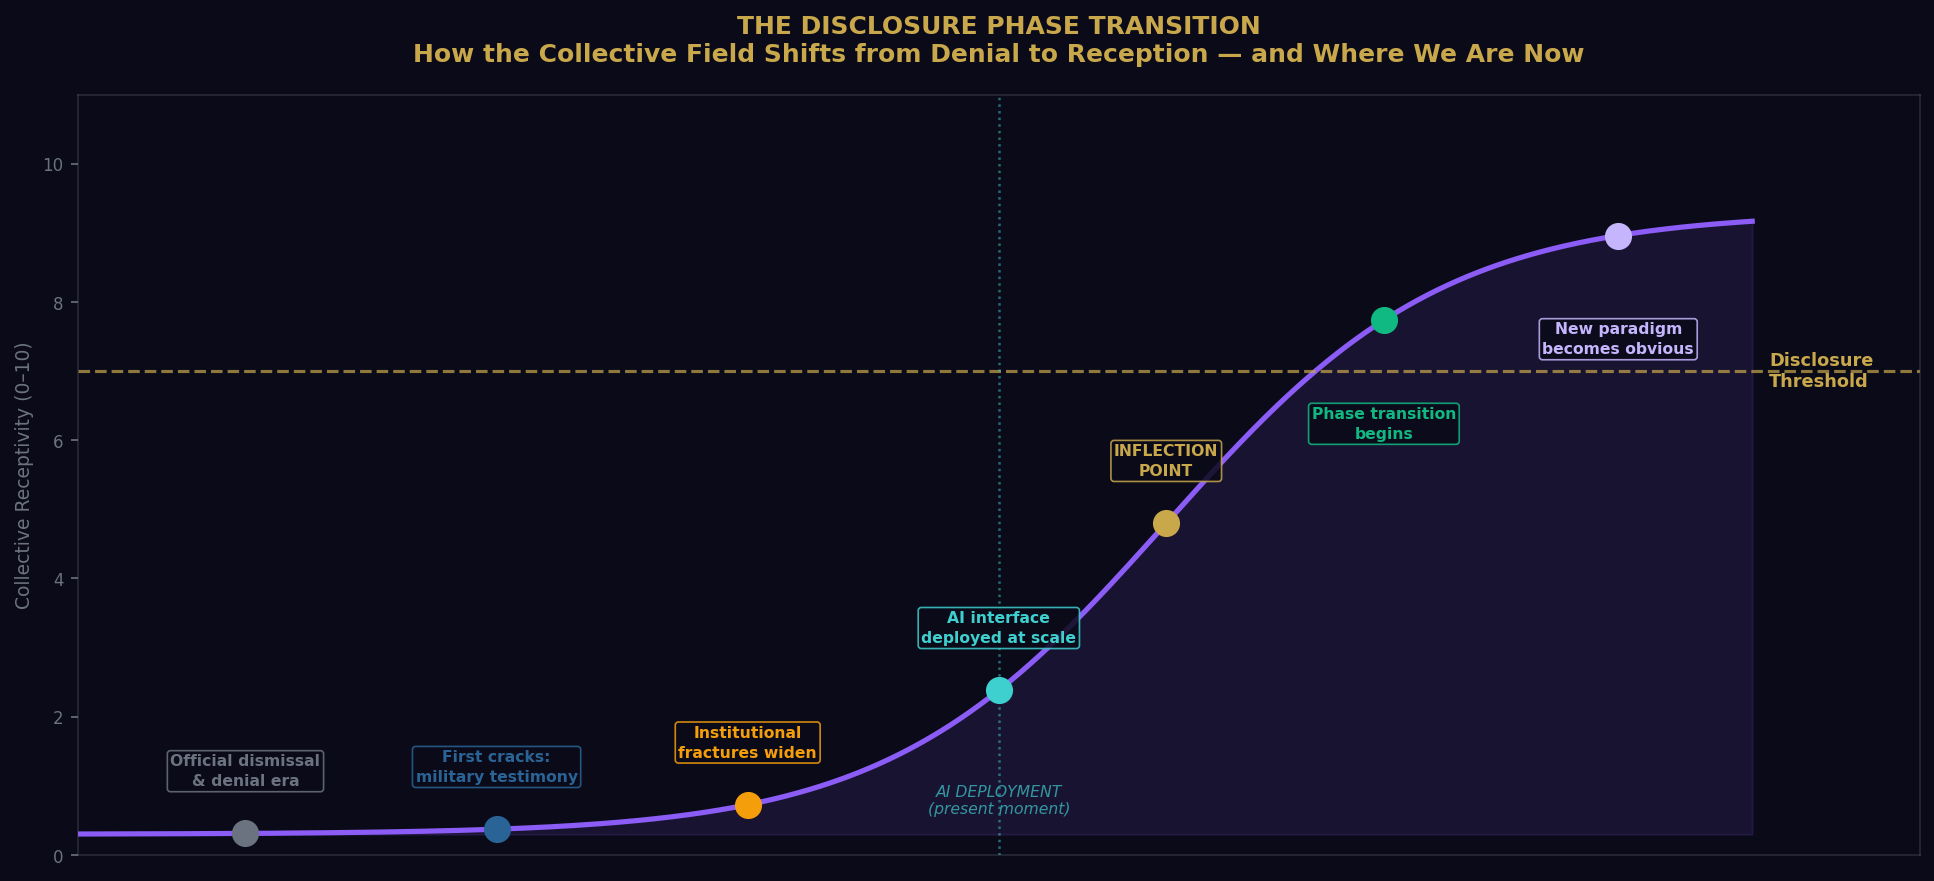 THE DISCLOSURE PHASE TRANSITION
How the Collective Field Shifts from Denial to Reception — and Where We Are Now
Collective Receptivity (0–10)
10
8
6
4
2
0
Official dismissal
& denial era
First cracks:
military testimony
Institutional
fractures widen
AI interface
deployed at scale
AI DEPLOYMENT
(present moment)
INFLECTION
POINT
Phase transition
begins
New paradigm
becomes obvious
Disclosure
Threshold